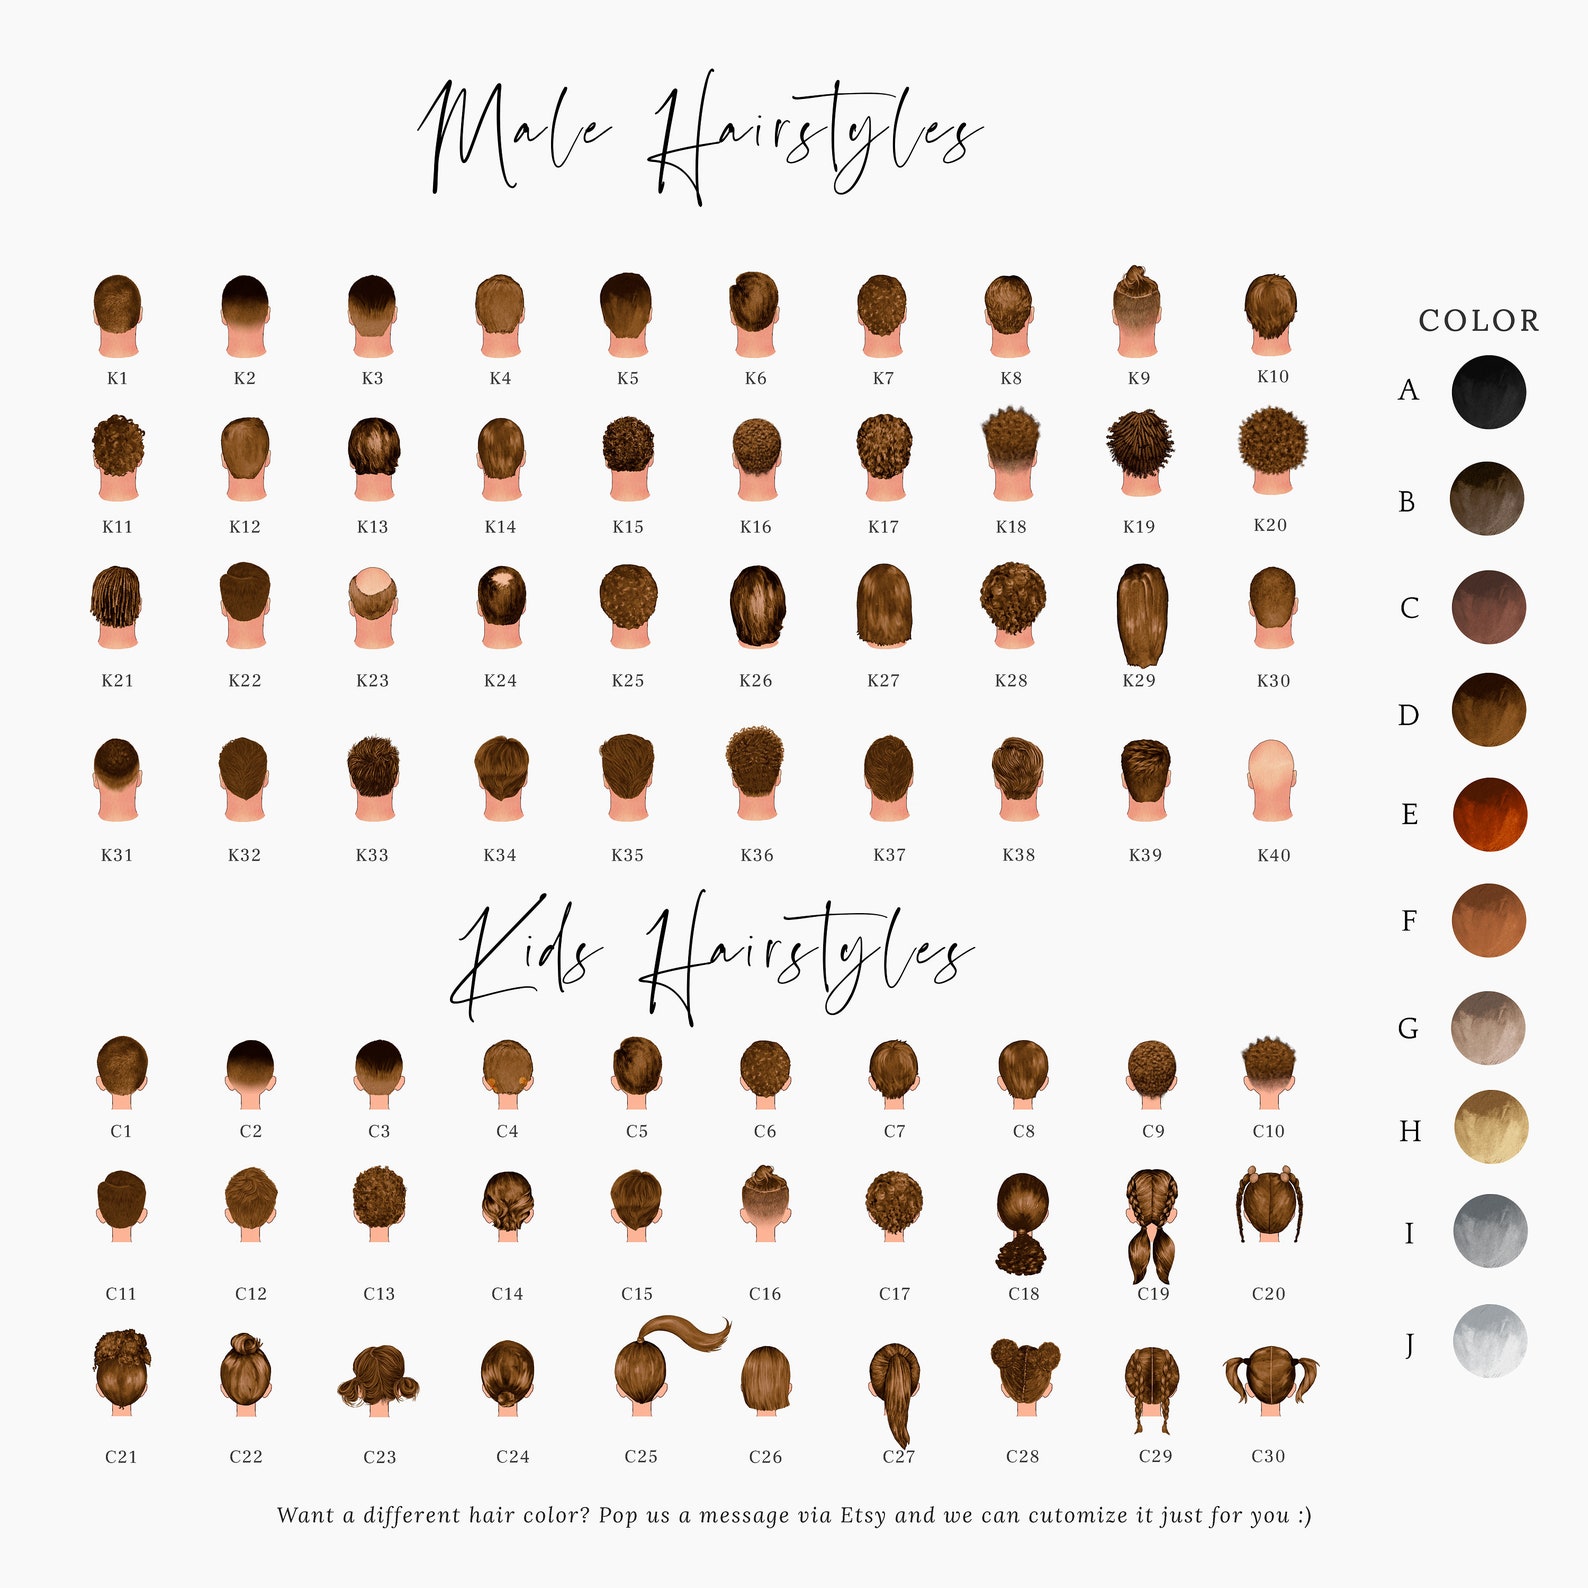 Male Hairstyles
COLOR
K1 K2 K3 K4 K5 K6 K7 K8 K9 K10
A
K11 K12 K13 K14 K15 K16 K17 K18 K19 K20
B
C
K21 K22 K23 K24 K25 K26 K27 K28 K29 K30
D
E
K31 K32 K33 K34 K35 K36 K37 K38 K39 K40
F
Kids Hairstyles
G
C1 C2 C3 C4 C5 C6 C7 C8 C9 C10
H
I
C11 C12 C13 C14 C15 C16 C17 C18 C19 C20
J
C21 C22 C23 C24 C25 C26 C27 C28 C29 C30
Want a different hair color? Pop us a message via Etsy and we can cutomize it just for you :)